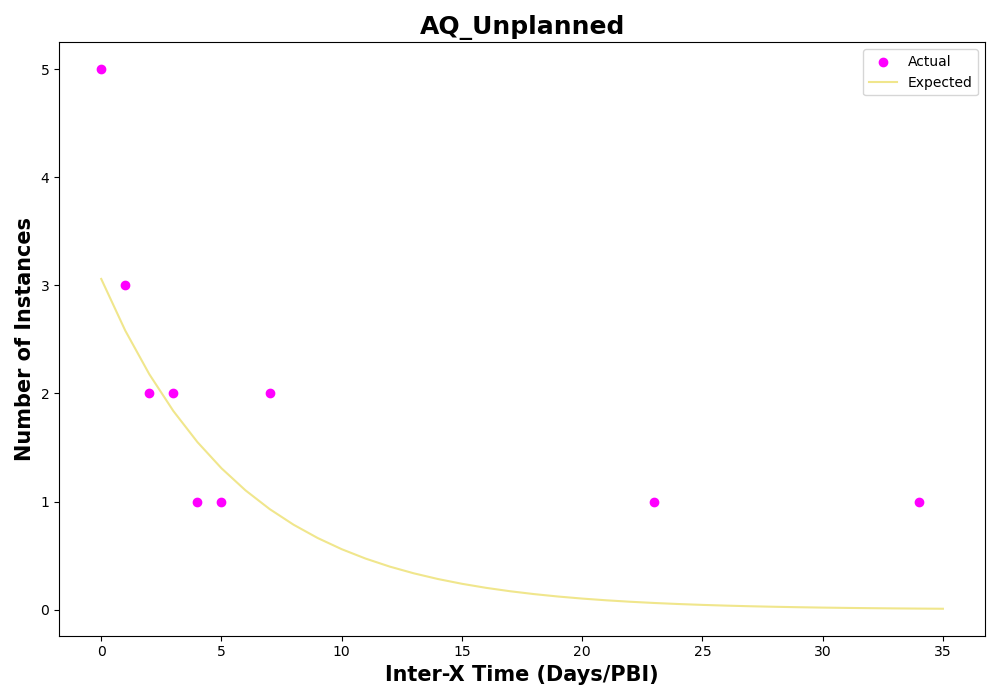 AQ_Unplanned
Actual
Expected
Number of Instances
5
4
3
2
1
0
0 5 10 15 20 25 30 35
Inter-X Time (Days/PBI)